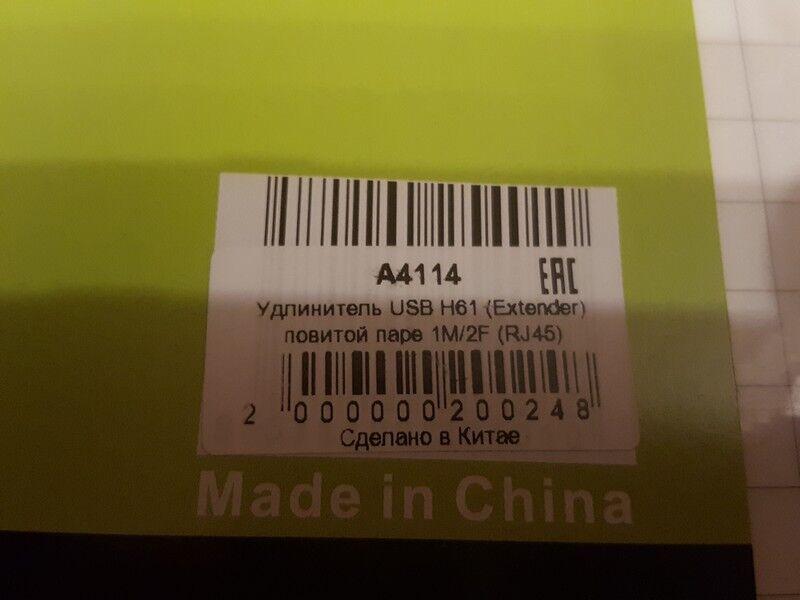 A4114 EAC
Удлинитель USB H61 (Extender)
повитой паре 1M/2F (RJ45)
2 000000 200248
Сделано в Китае
Made in China